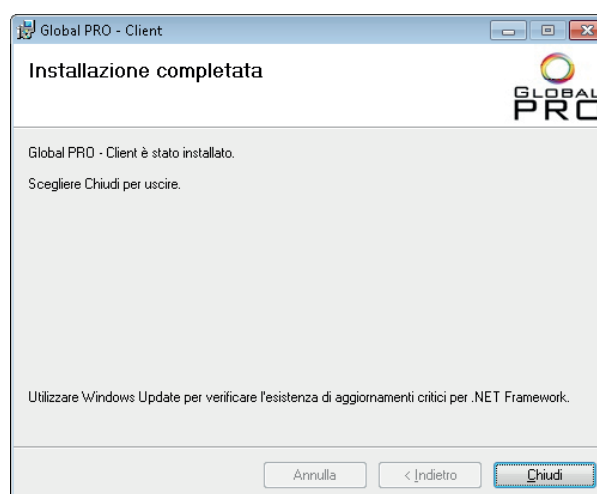 Global PRO - Client
Installazione completata
GLOBAL
PRO
Global PRO - Client è stato installato.
Scegliere Chiudi per uscire.
Utilizzare Windows Update per verificare l'esistenza di aggiornamenti critici per .NET Framework.
Annulla
< Indietro
Chiudi